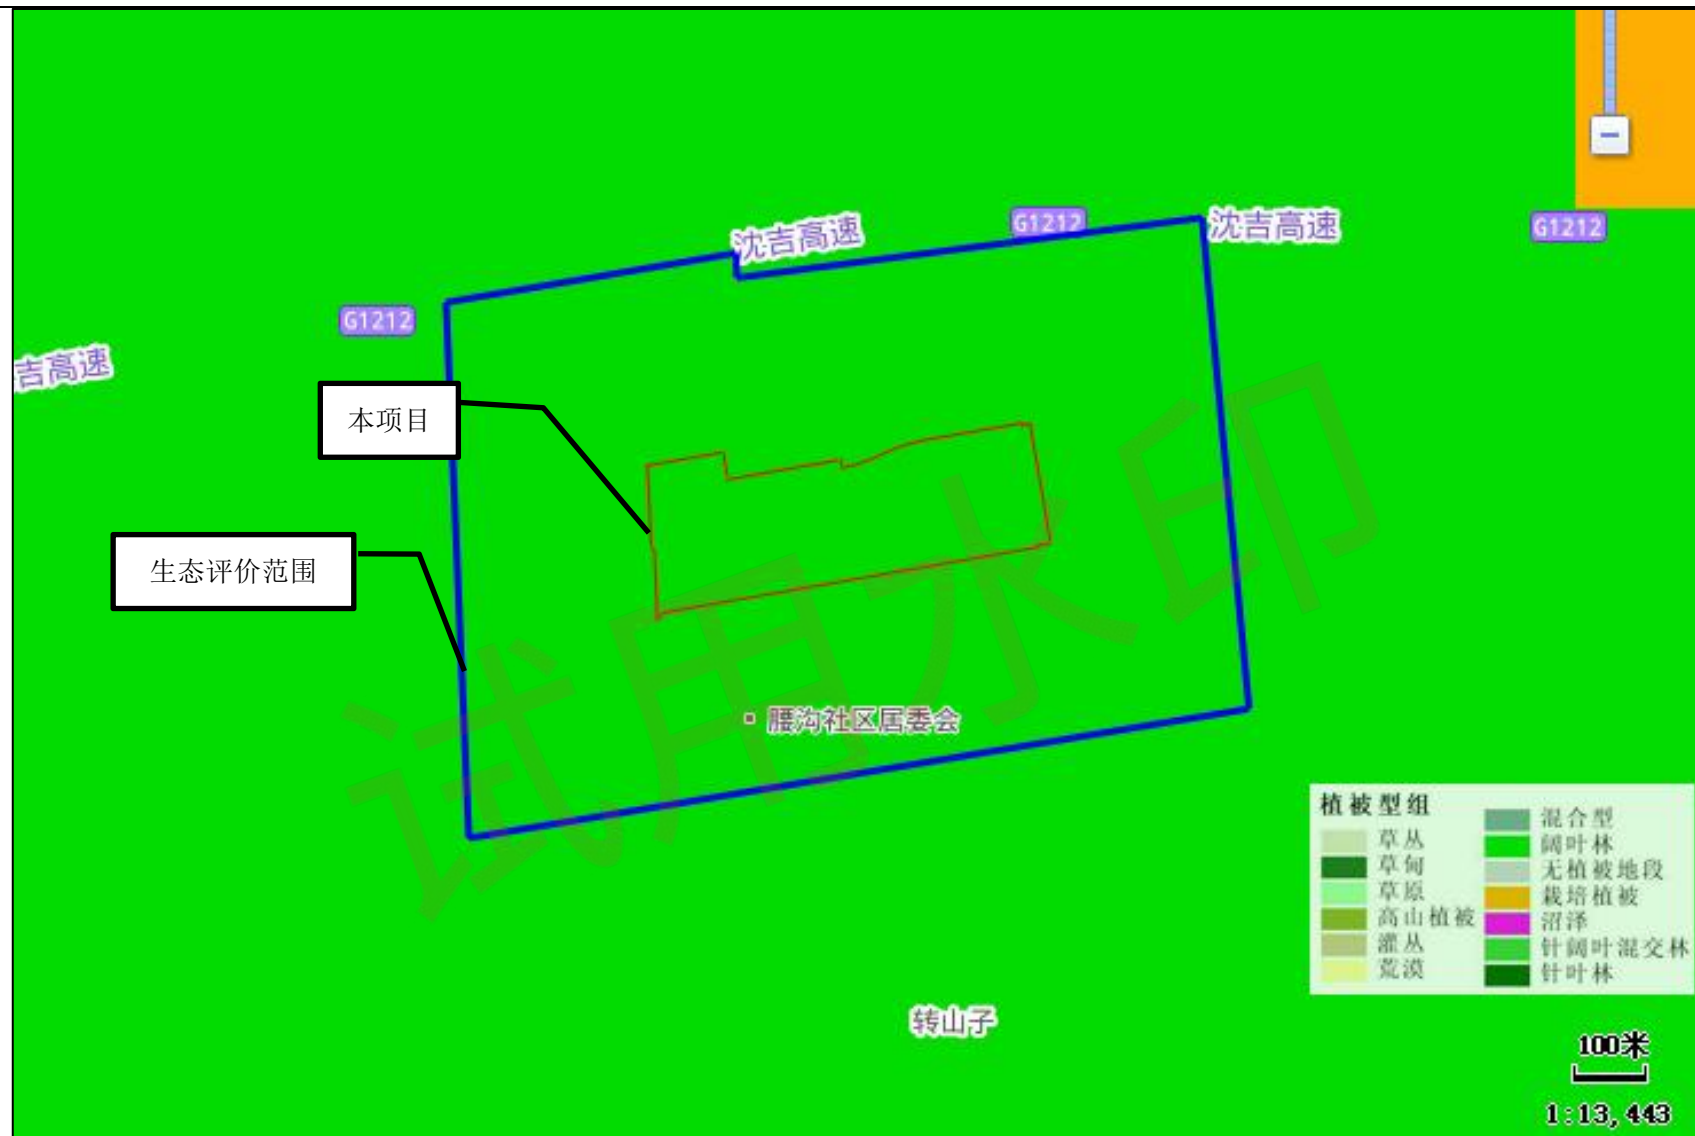 沈吉高速
G1212
沈吉高速
G1212
G1212
吉高速
本项目
生态评价范围
试用水印
腰沟社区居委会
植被型组
草丛
草甸
草原
高山植被
灌丛
荒漠
混合型
阔叶林
无植被地段
栽培植被
沼泽
针阔叶混交林
针叶林
转山子
100米
1:13,443